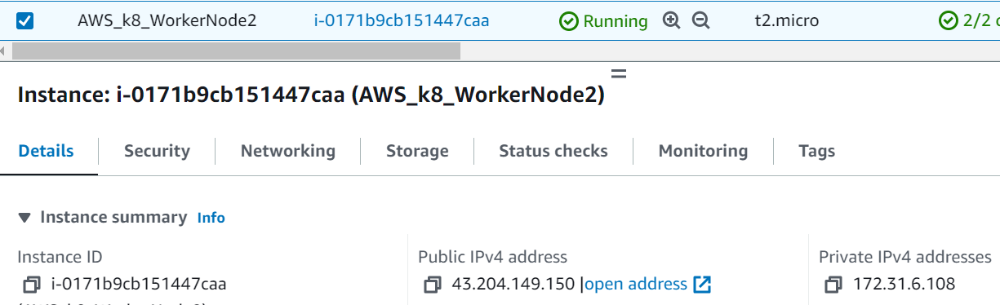 AWS_k8_WorkerNode2 i-0171b9cb151447caa Running t2.micro 2/2
Instance: i-0171b9cb151447caa (AWS_k8_WorkerNode2)
Details Security Networking Storage Status checks Monitoring Tags
Instance summary Info
Instance ID Public IPv4 address Private IPv4 addresses
i-0171b9cb151447caa 43.204.149.150 |open address 172.31.6.108